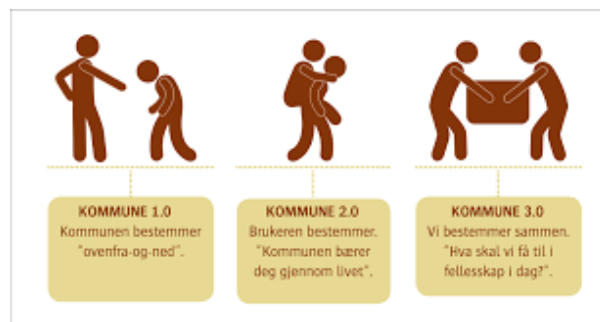 KOMMUNE 1.0
Kommunen bestemmer
"ovenfra-og-ned".
KOMMUNE 2.0
Brukeren bestemmer.
"Kommunen bærer
deg gjennom livet".
KOMMUNE 3.0
Vi bestemmer sammen.
"Hva skal vi få til i
fellesskap i dag?".